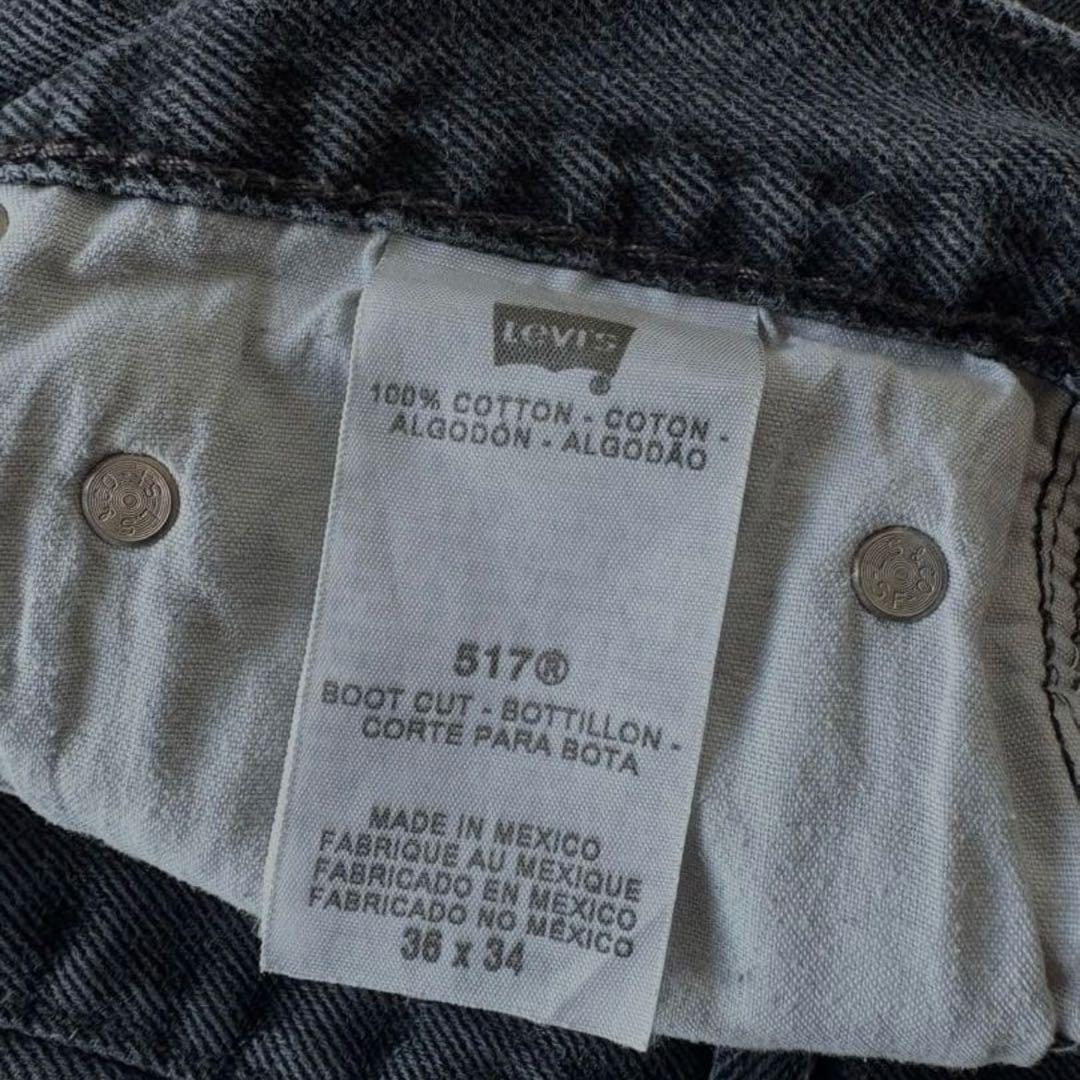 Levi's
®
100% COTTON - COTON -
ALGODÓN - ALGODÃO
517®
BOOT CUT - BOTTILLON -
CORTE PARA BOTA
MADE IN MEXICO
FABRIQUE AU MEXIQUE
FABRICADO EN MEXICO
FABRICADO NO MÉXICO
36 x 34